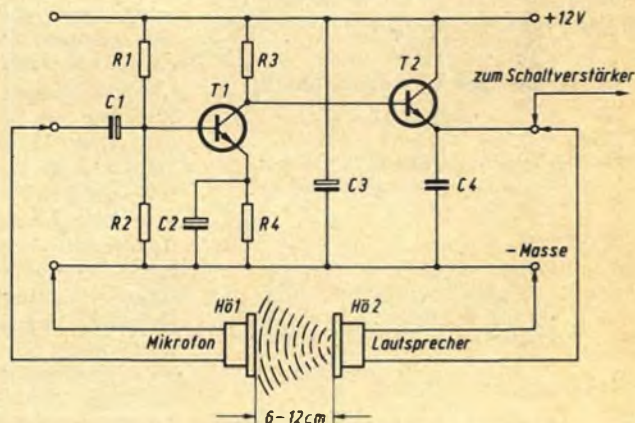 +12V
R1
R3
T2
T1
zum Schaltverstärker
C1
C3
C4
R2
C2
R4
- Masse
Hö1
Hö2
Mikrofon
Lautsprecher
6-12cm